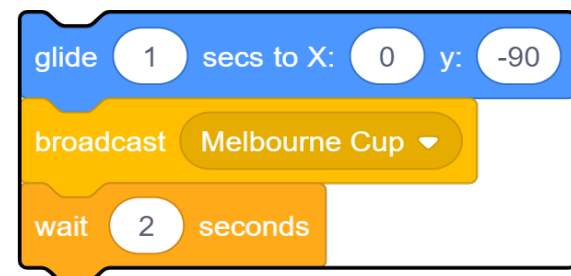 glide 1 secs to X: 0 y: -90
broadcast Melbourne Cup
wait 2 seconds